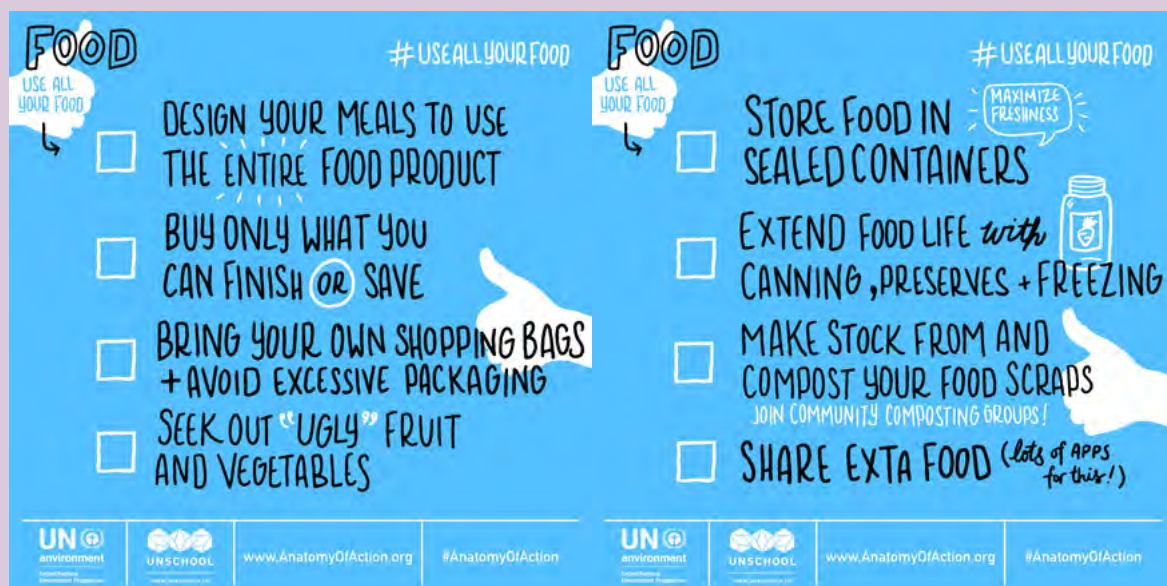 FOOD
USE ALL
YOUR FOOD
#USEALLYOURFOOD
DESIGN YOUR MEALS TO USE
THE ENTIRE FOOD PRODUCT
BUY ONLY WHAT YOU
CAN FINISH OR SAVE
BRING YOUR OWN SHOPPING BAGS
+ AVOID EXCESSIVE PACKAGING
SEEK OUT "UGLY" FRUIT
AND VEGETABLES
UN
environment
UNSCHOOL
www.AnatomyOfAction.org
#AnatomyOfAction
FOOD
USE ALL
YOUR FOOD
#USEALLYOURFOOD
STORE FOOD IN
MAXIMIZE
FRESHNESS
SEALED CONTAINERS
EXTEND FOOD LIFE with
CANNING, PRESERVES + FREEZING
MAKE STOCK FROM AND
COMPOST YOUR FOOD SCRAPS
JOIN COMMUNITY COMPOSTING GROUPS!
SHARE EXTA FOOD (lots of APPS
for this!)
UN
environment
UNSCHOOL
www.AnatomyOfAction.org
#AnatomyOfAction